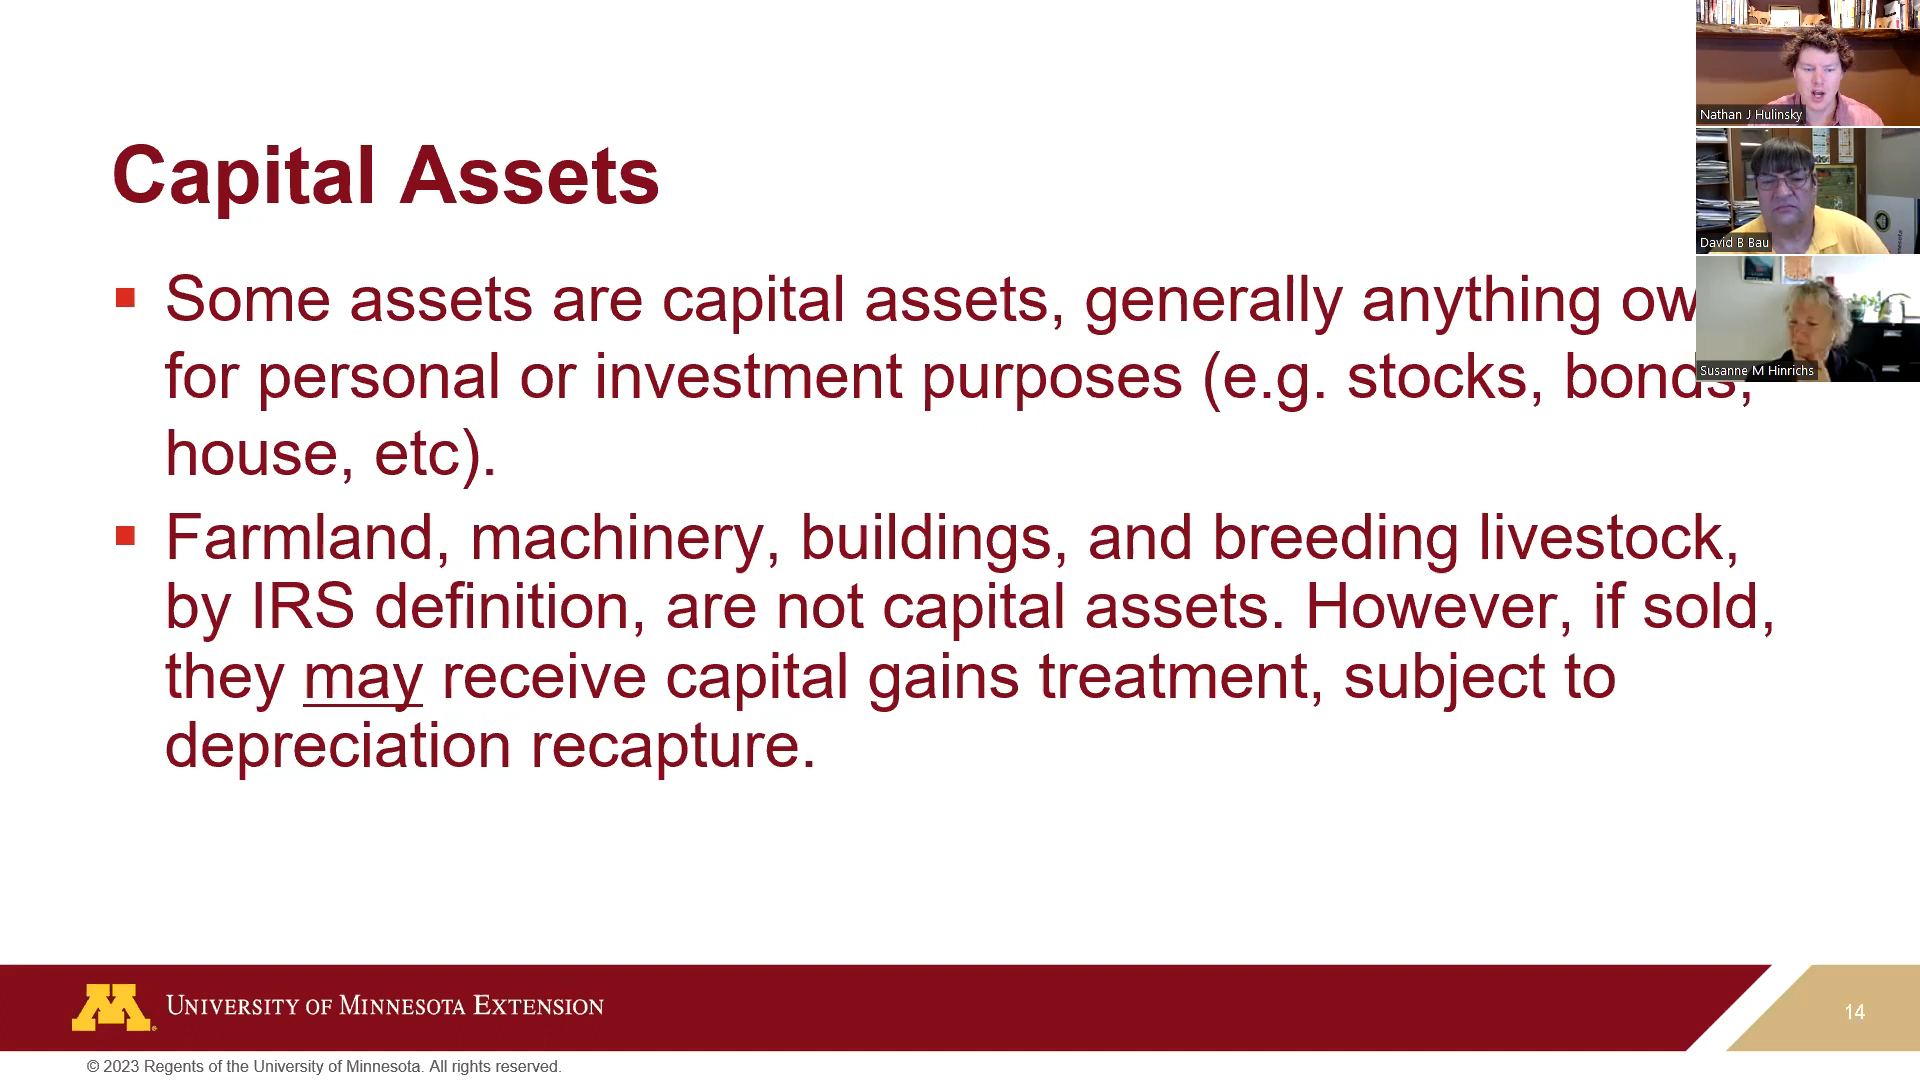 Capital Assets
Some assets are capital assets, generally anything ow
for personal or investment purposes (e.g. stocks, bonds,
house, etc).
Farmland, machinery, buildings, and breeding livestock,
by IRS definition, are not capital assets. However, if sold,
they may receive capital gains treatment, subject to
depreciation recapture.
Nathan J Hulinsky
David B Bau
Susanne M Hinrichs
M
University of Minnesota Extension
14
© 2023 Regents of the University of Minnesota. All rights reserved.